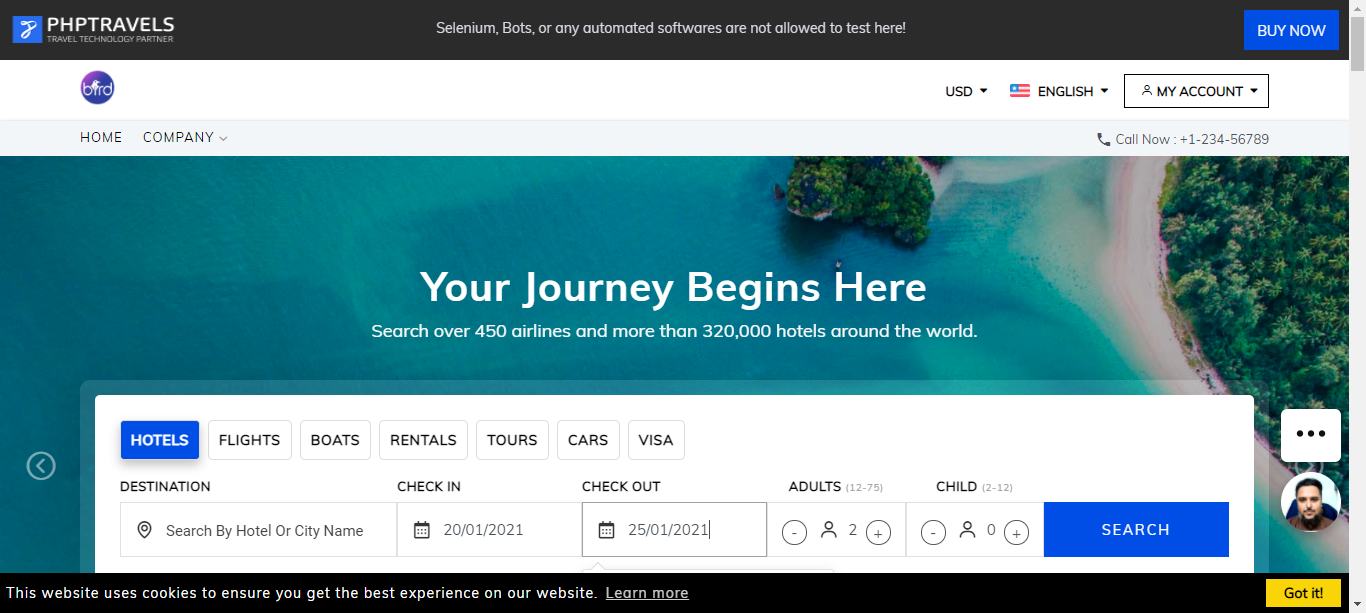 PHPTRAVELS
TRAVEL TECHNOLOGY PARTNER
Selenium, Bots, or any automated softwares are not allowed to test here!
BUY NOW
bird
USD
ENGLISH
MY ACCOUNT
HOME
COMPANY
Call Now : +1-234-56789
Your Journey Begins Here
Search over 450 airlines and more than 320,000 hotels around the world.
HOTELS
FLIGHTS
BOATS
RENTALS
TOURS
CARS
VISA
DESTINATION
CHECK IN
CHECK OUT
ADULTS (12-75)
CHILD (2-12)
Search By Hotel Or City Name
20/01/2021
25/01/2021
- 2 +
- 0 +
SEARCH
This website uses cookies to ensure you get the best experience on our website. Learn more
Got it!